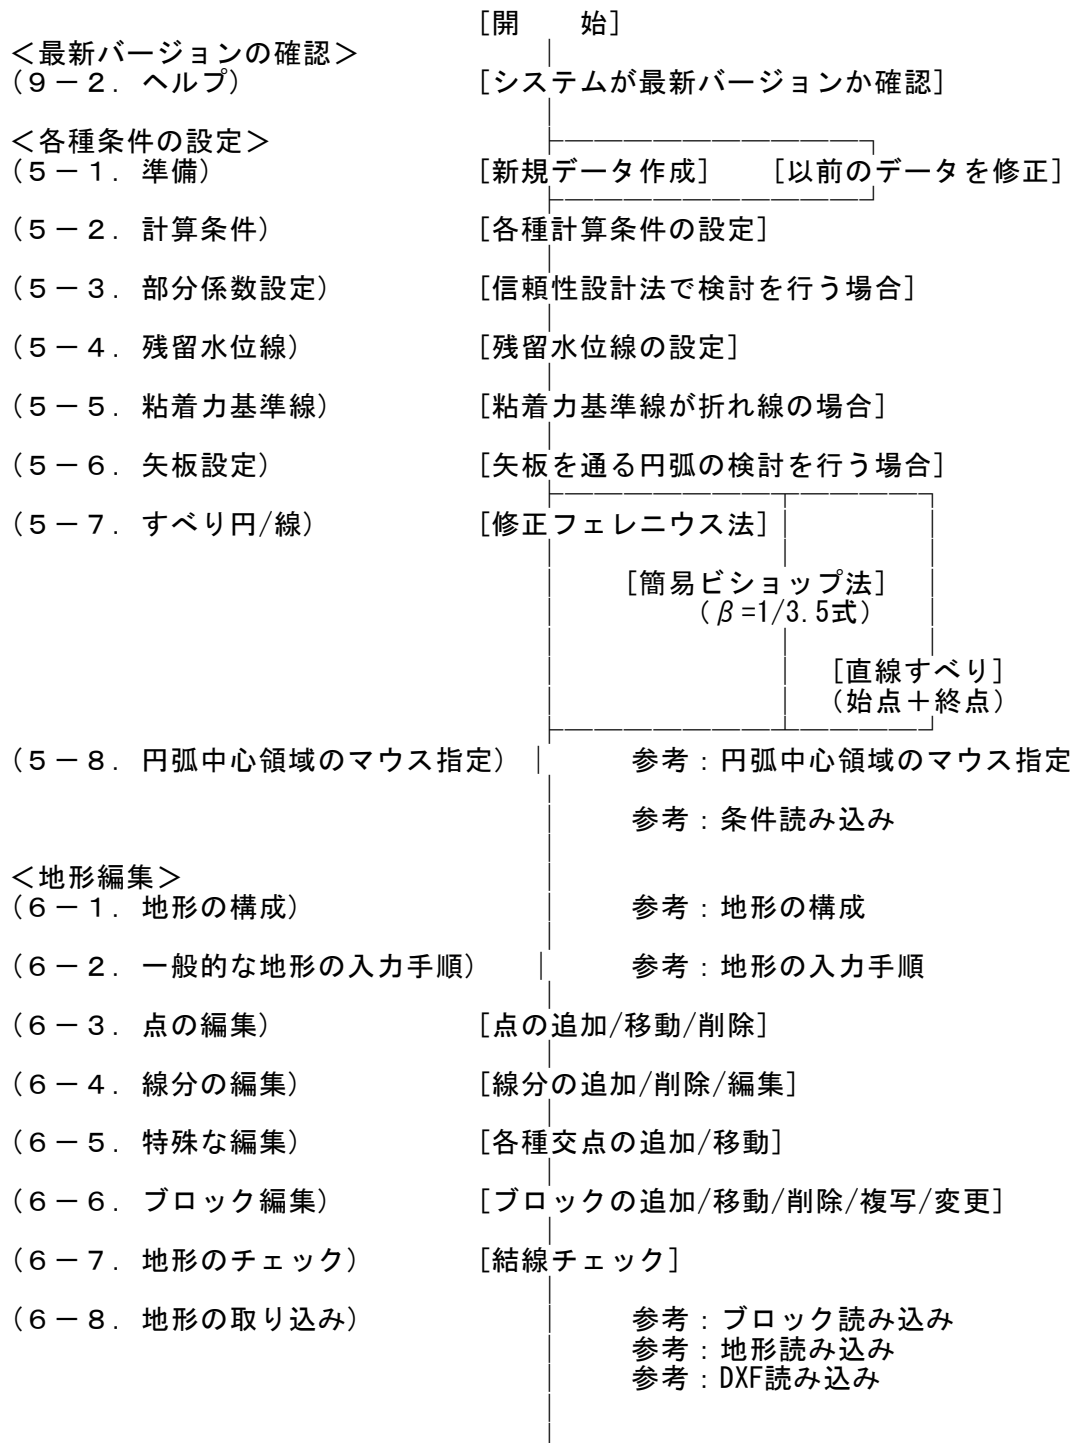 ［開　　始］
＜最新バージョンの確認＞
（９－２．ヘルプ）　［システムが最新バージョンか確認］
＜各種条件の設定＞
（５－１．準備）　［新規データ作成］　［以前のデータを修正］
（５－２．計算条件）　［各種計算条件の設定］
（５－３．部分係数設定）　［信頼性設計法で検討を行う場合］
（５－４．残留水位線）　［残留水位線の設定］
（５－５．粘着力基準線）　［粘着力基準線が折れ線の場合］
（５－６．矢板設定）　［矢板を通る円弧の検討を行う場合］
（５－７．すべり円/線）　［修正フェレニウス法］
［簡易ビショップ法］
（β=1/3.5式）
［直線すべり］
（始点＋終点）
（５－８．円弧中心領域のマウス指定）　参考：円弧中心領域のマウス指定
参考：条件読み込み
＜地形編集＞
（６－１．地形の構成）　参考：地形の構成
（６－２．一般的な地形の入力手順）　参考：地形の入力手順
（６－３．点の編集）　［点の追加/移動/削除］
（６－４．線分の編集）　［線分の追加/削除/編集］
（６－５．特殊な編集）　［各種交点の追加/移動］
（６－６．ブロック編集）　［ブロックの追加/移動/削除/複写/変更］
（６－７．地形のチェック）　［結線チェック］
（６－８．地形の取り込み）　参考：ブロック読み込み
参考：地形読み込み
参考：DXF読み込み